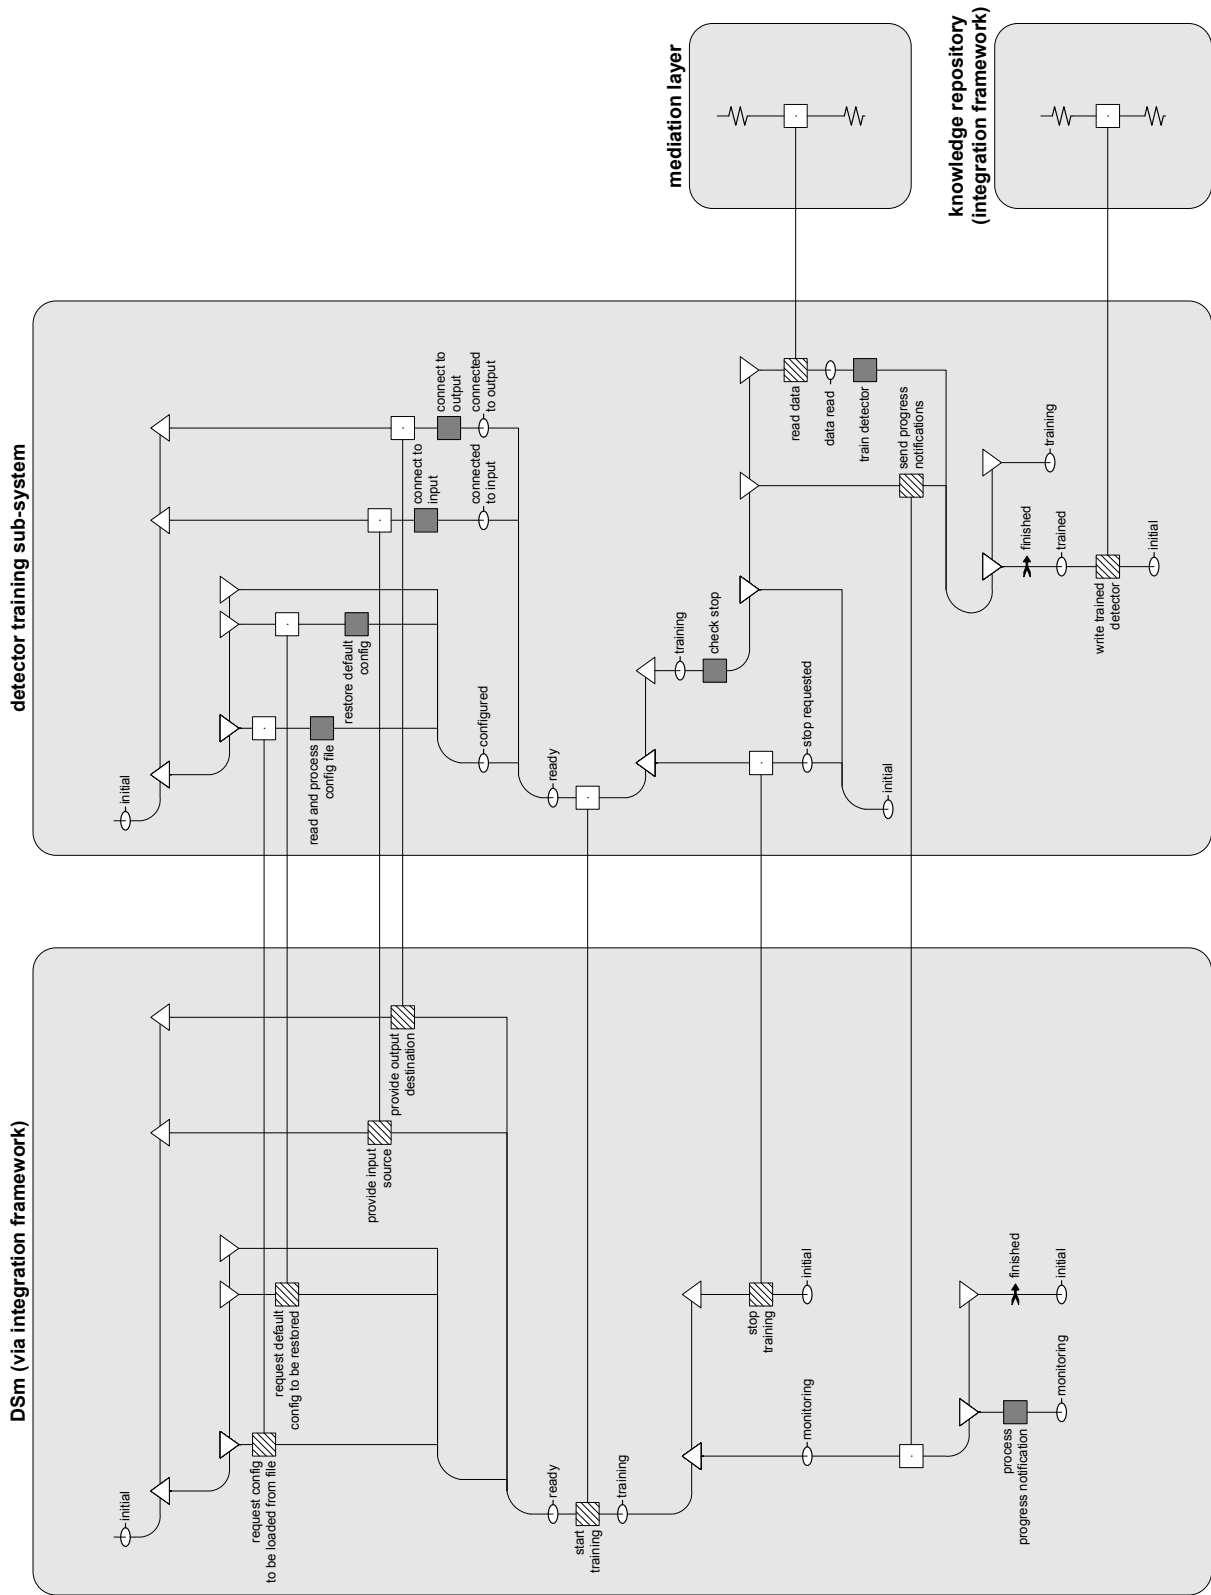 DSm (via integration framework)
initial
request config
to be loaded from file
request default
config to be restored
provide input
source
provide output
destination
ready
start
training
training
monitoring
stop
training
initial
process
progress notification
monitoring
finished
initial
detector training sub-system
initial
read and process
config file
restore default
config
connect to
input
connect to
output
configured
connected
to input
connected
to output
ready
training
check stop
stop requested
initial
read data
data read
train detector
send progress
notifications
finished
trained
training
write trained
detector
initial
mediation layer
knowledge repository
(integration framework)